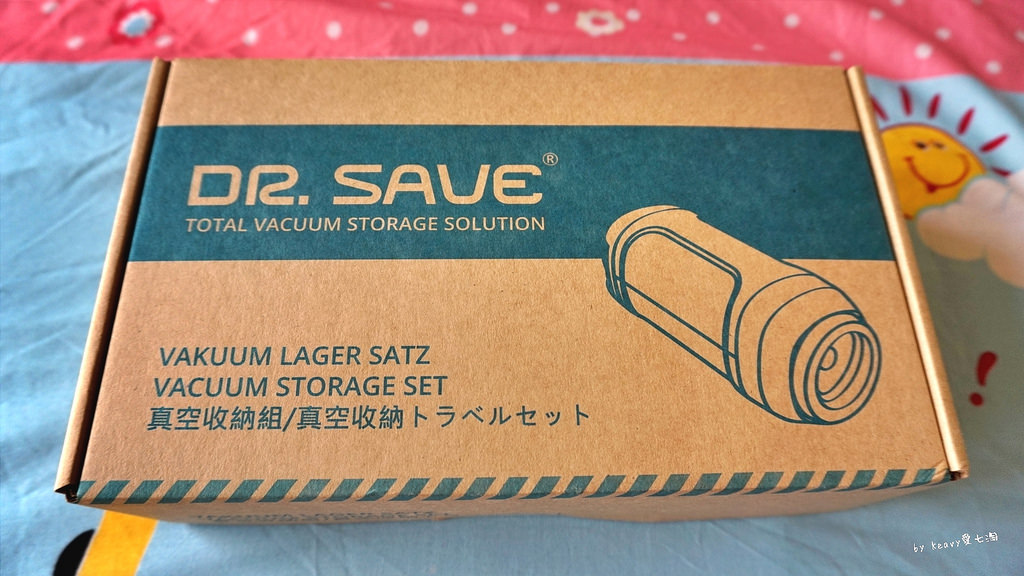 DR. SAVE®
TOTAL VACUUM STORAGE SOLUTION
VAKUUM LAGER SATZ
VACUUM STORAGE SET
真空收納組/真空收納トラベルセット
by keavy愛七淘